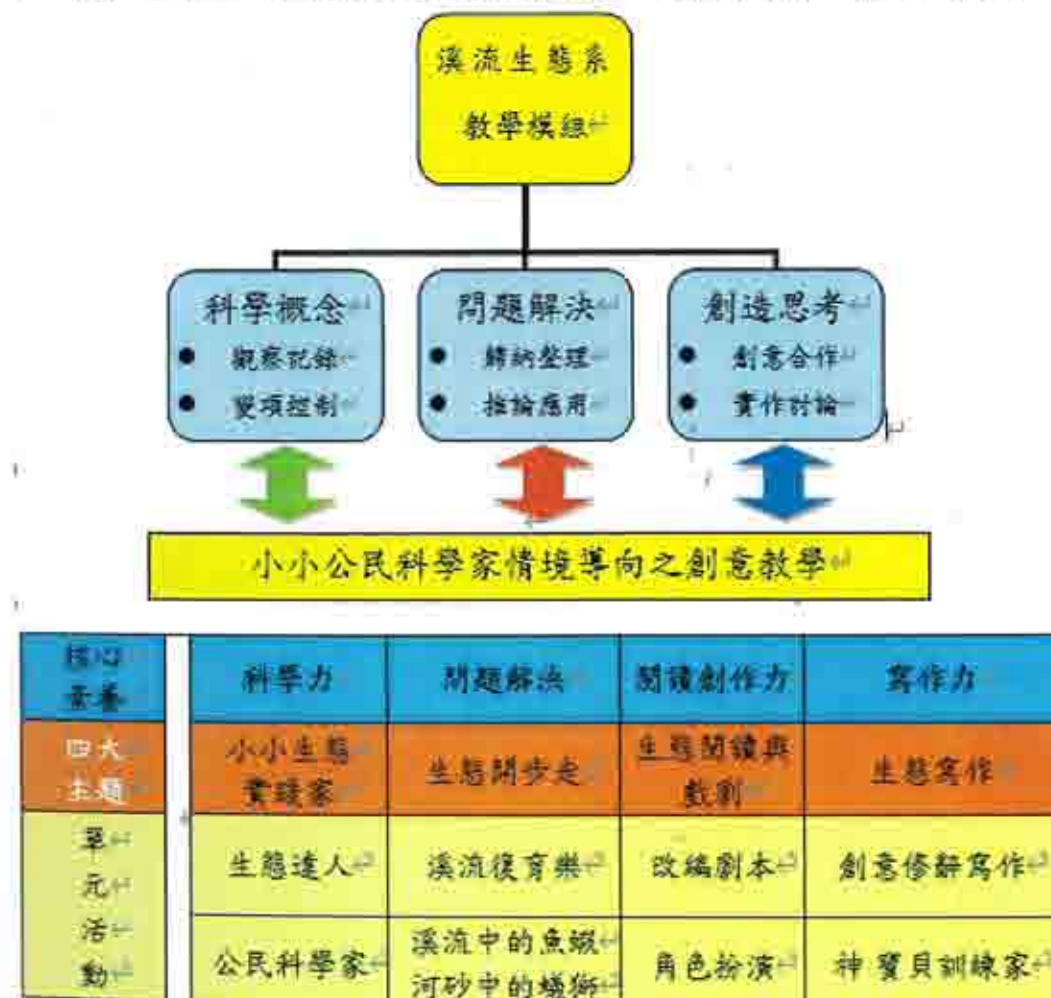 溪流生態系
教學模組
科學概念
● 觀察記錄
● 變項控制
問題解決
● 歸納整理
● 推論應用
創造思考
● 創意合作
● 實作討論
小小公民科學家情境導向之創意教學
核心
素養
科學力
問題解決
閱讀創作力
寫作力
四大
主題
小小生態
實踐家
生態闊步走
生態閱讀與
戲劇
生態寫作
單
元
活
動
生態達人
溪流復育樂
改編劇本
創意修辭寫作
公民科學家
溪流中的魚蝦
河砂中的蟻獅
角色扮演
神寶貝訓練家